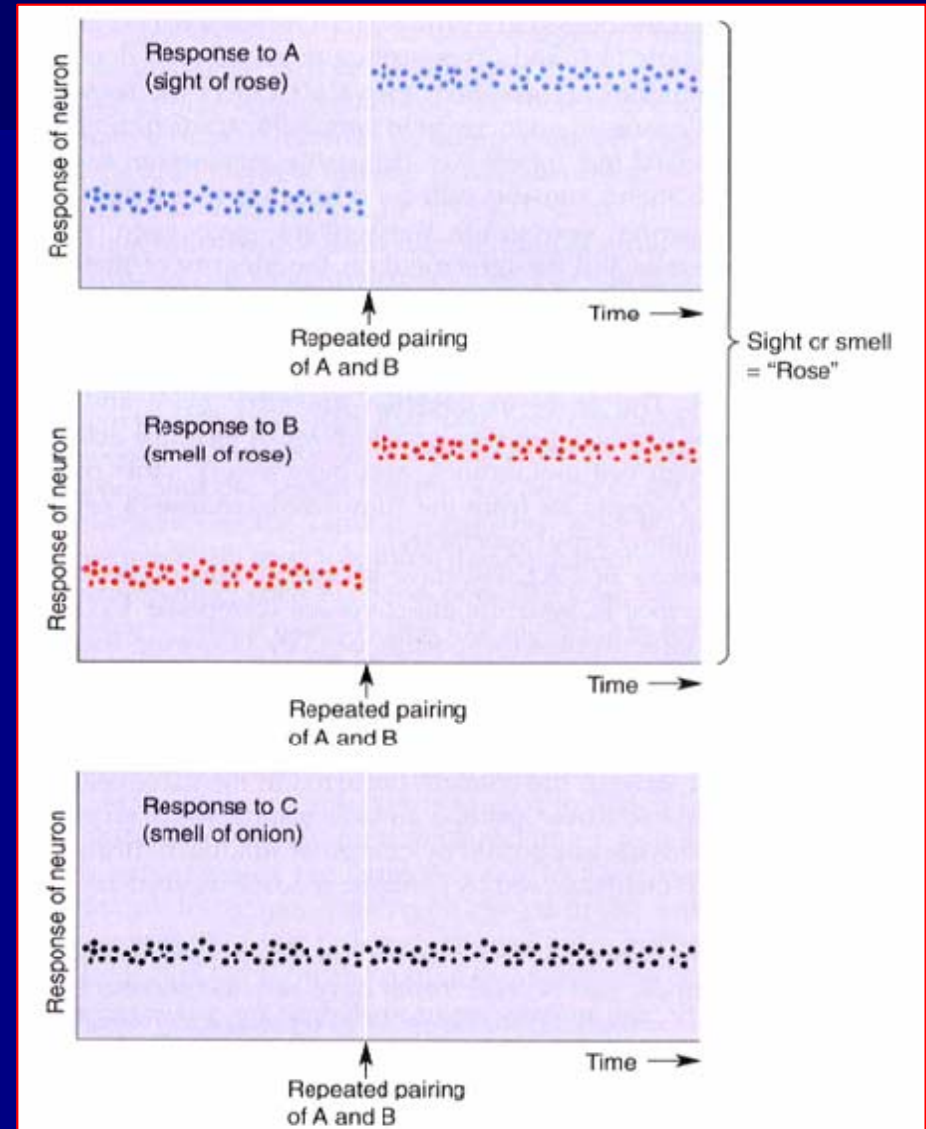 Response to A
(sight of rose)
Response of neuron
Time
Repeated pairing
of A and B
Sight or smell
= "Rose"
Response to B
(smell of rose)
Response of neuron
Time
Repeated pairing
of A and B
Response to C
(smell of onion)
Response of neuron
Time
Repeated pairing
of A and B